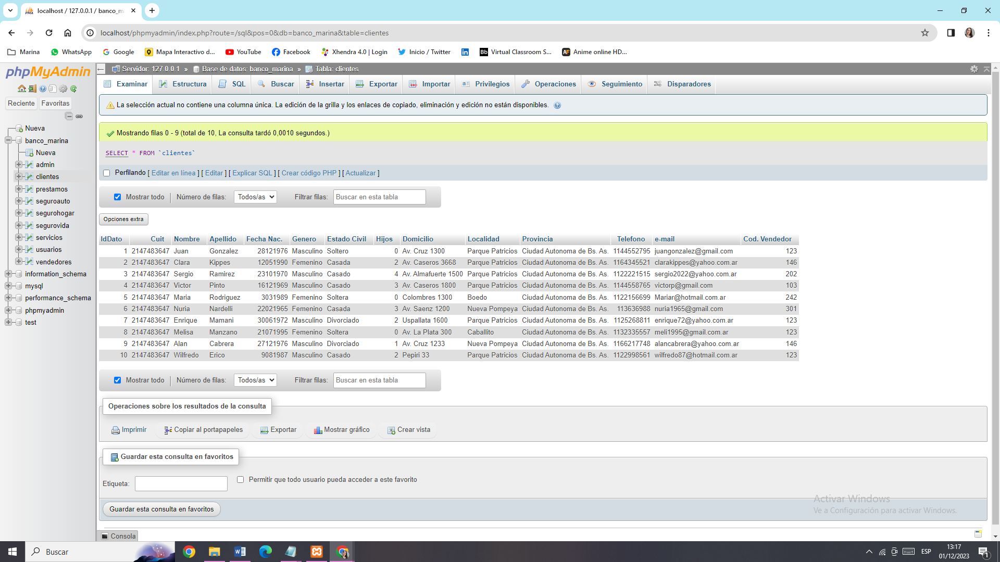 localhost / 127.0.0.1 / banco_m
localhost/phpmyadmin/index.php?route=/sql&pos=0&db=banco_marina&table=clientes
Marina WhatsApp Google Mapa Interactivo d... YouTube Facebook Xhendra 4.0 | Login Inicio / Twitter Virtual Classroom S... Anime online HD...
phpMyAdmin
Reciente Favoritas
Nueva
banco_marina
Nueva
admin
clientes
prestamos
seguroauto
segurohogar
segurovida
servicios
usuarios
vendedores
information_schema
mysql
performance_schema
phpmyadmin
test
Servidor: 127.0.0.1 » Base de datos: banco_marina » Tabla: clientes
Examinar Estructura SQL Buscar Insertar Exportar Importar Privilegios Operaciones Seguimiento Disparadores
La selección actual no contiene una columna única. La edición de la grilla y los enlaces de copiado, eliminación y edición no están disponibles.
Mostrando filas 0 - 9 (total de 10, La consulta tardó 0,0010 segundos.)
SELECT * FROM `clientes`
Perfilando [ Editar en línea ] [ Editar ] [ Explicar SQL ] [ Crear código PHP ] [ Actualizar ]
Mostrar todo Número de filas: Todos/as Filtrar filas: Buscar en esta tabla
Opciones extra
IdDato Cuit Nombre Apellido Fecha Nac. Genero Estado Civil Hijos Domicilio Localidad Provincia Telefono e-mail Cod. Vendedor
1 2147483647 Juan Gonzalez 28121976 Masculino Soltero 0 Av. Cruz 1300 Parque Patricios Ciudad Autonoma de Bs. As. 1144552795 juangonzalez@gmail.com 123
2 2147483647 Clara Kippes 12051990 Femenino Casada 2 Av. Caseros 3668 Parque Patricios Ciudad Autonoma de Bs. As. 1164345521 clarakippes@yahoo.com.ar 146
3 2147483647 Sergio Ramirez 23101970 Masculino Casado 4 Av. Almafuerte 1500 Parque Patricios Ciudad Autonoma de Bs. As. 1122221515 sergio2022@yahoo.com.ar 202
4 2147483647 Victor Pinto 16121969 Masculino Casado 3 Av. Caseros 1800 Parque Patricios Ciudad Autonoma de Bs. As. 1144558765 victorp@gmail.com 103
5 2147483647 Maria Rodriguez 3031989 Femenino Soltera 0 Colombres 1300 Boedo Ciudad Autonoma de Bs. As. 1122156699 Mariar@hotmail.com.ar 242
6 2147483647 Nuria Nardelli 22021965 Femenino Casada 3 Av. Saenz 1200 Nueva Pompeya Ciudad Autonoma de Bs. As. 113636988 nuria1965@gmail.com 301
7 2147483647 Enrique Mamani 30061972 Masculino Divorciado 2 Uspallata 1600 Parque Patricios Ciudad Autonoma de Bs. As. 1125268811 enrique72@yahoo.com.ar 123
8 2147483647 Melisa Manzano 21071995 Femenino Soltera 0 Av. La Plata 300 Caballito Ciudad Autonoma de Bs. As. 1132335557 meli1995@gmail.com.ar 123
9 2147483647 Alan Cabrera 27121976 Masculino Divorciado 1 Av. Cruz 1233 Nueva Pompeya Ciudad Autonoma de Bs. As. 1166217748 alancabrera@yahoo.com.ar 146
10 2147483647 Wilfredo Erico 9081987 Masculino Casado 2 Pepiri 33 Parque Patricios Ciudad Autonoma de Bs. As. 1122998561 wilfredo87@hotmail.com.ar 123
Mostrar todo Número de filas: Todos/as Filtrar filas: Buscar en esta tabla
Operaciones sobre los resultados de la consulta
Imprimir Copiar al portapapeles Exportar Mostrar gráfico Crear vista
Guardar esta consulta en favoritos
Etiqueta: Permitir que todo usuario pueda acceder a este favorito
Guardar esta consulta en favoritos
Activar Windows
Ve a Configuración para activar Windows.
Consola
Buscar
ESP
13:17
01/12/2023
1